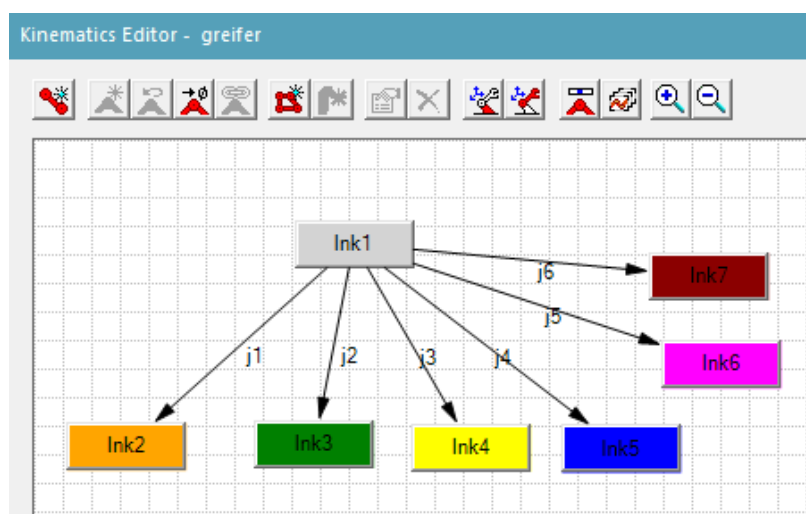 Kinematics Editor - greifer
lnk1
j6
lnk7
j5
j1
j2
j3
j4
lnk6
lnk2
lnk3
lnk4
lnk5